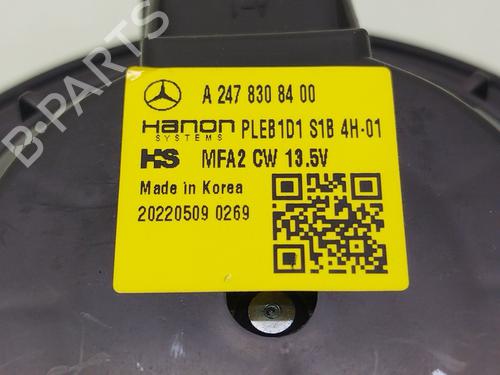 B-PARTS
A 247 830 84 00
Hanon PLEB1D1 S1B 4H-01
SYSTEMS
HS MFA2 CW 13.5V
Made in Korea
20220509 0269